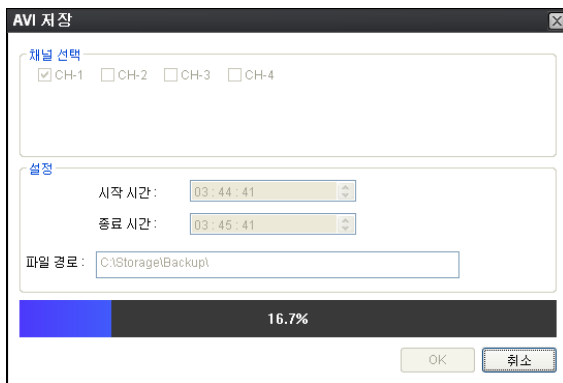 AVI 저장
채널 선택
CH-1 CH-2 CH-3 CH-4
설정
시작 시간 : 03 : 44 : 41
종료 시간 : 03 : 45 : 41
파일 경로 : C:\Storage\Backup\
16.7%
OK 취소